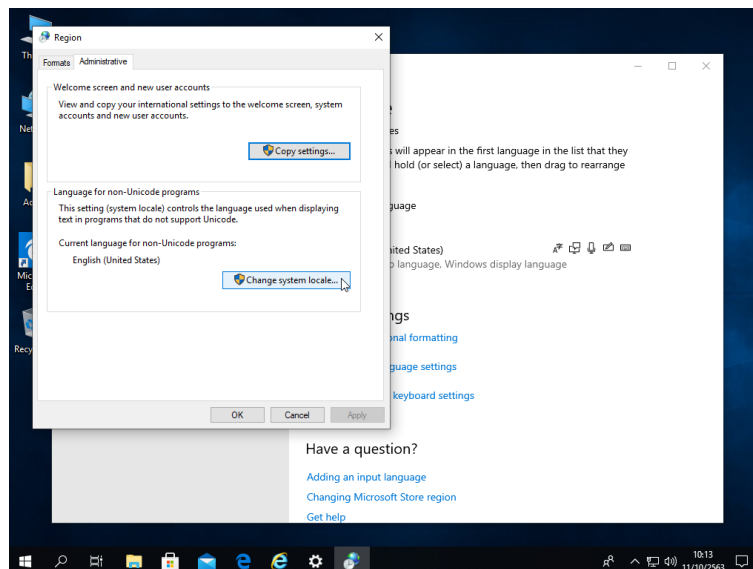 Region
Formats
Administrative
Welcome screen and new user accounts
View and copy your international settings to the welcome screen, system
accounts and new user accounts.
Copy settings...
Language for non-Unicode programs
This setting (system locale) controls the language used when displaying
text in programs that do not support Unicode.
Current language for non-Unicode programs:
English (United States)
Change system locale...
OK
Cancel
Apply
will appear in the first language in the list that they
hold (or select) a language, then drag to rearrange
States)
language, Windows display language
formatting
settings
keyboard settings
Have a question?
Adding an input language
Changing Microsoft Store region
Get help
10:13
11/10/2563